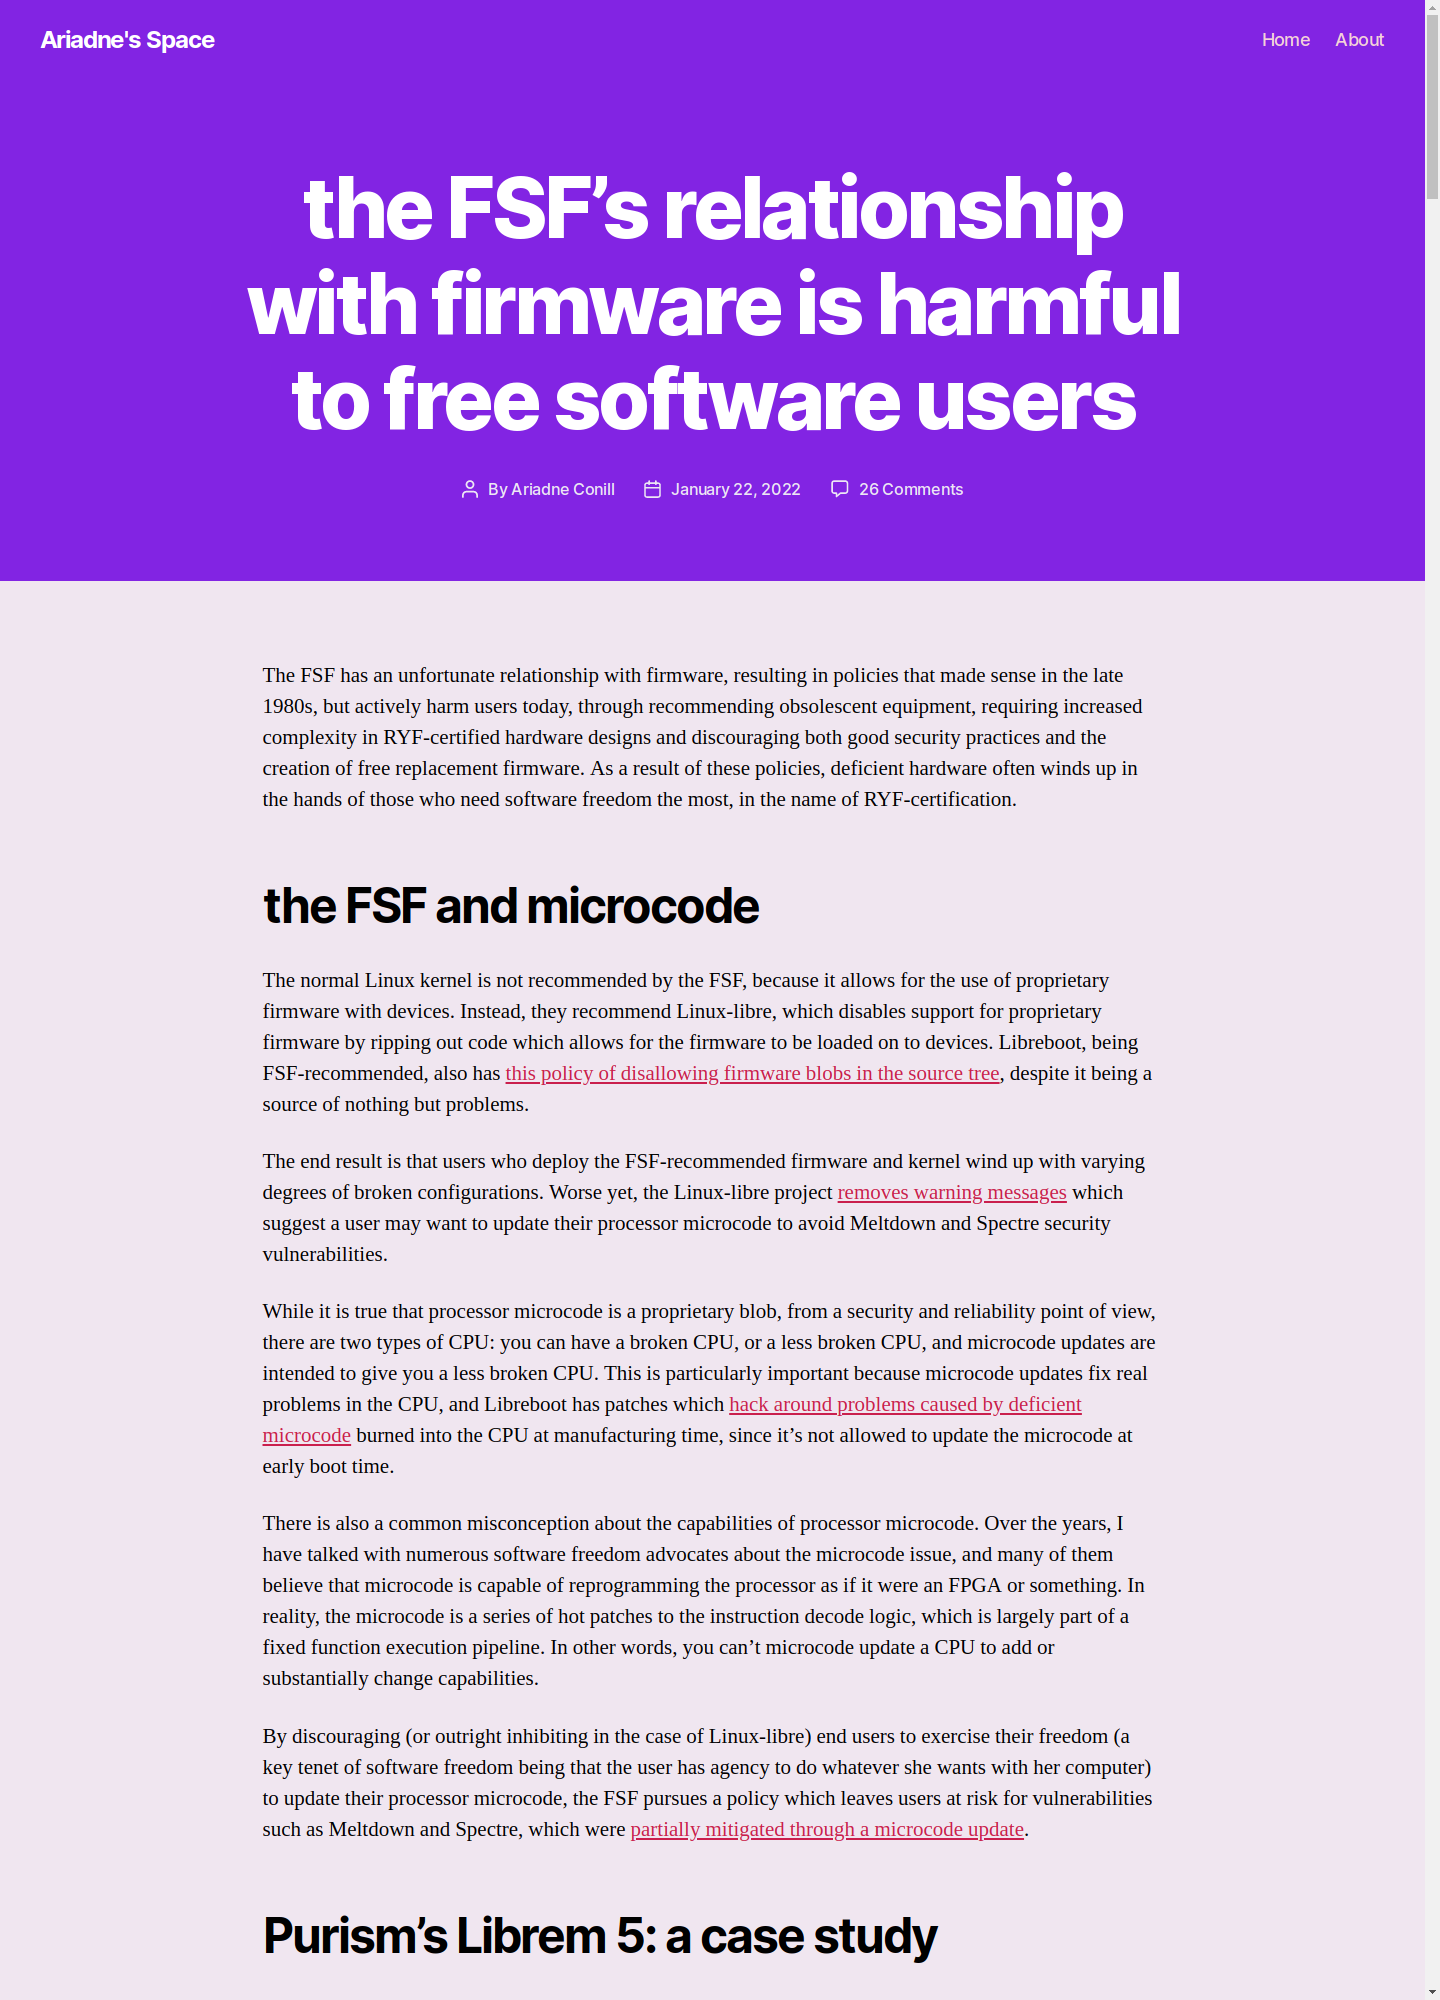 Ariadne's Space
Home About
the FSF’s relationship
with firmware is harmful
to free software users
By Ariadne Conill January 22, 2022 26 Comments
The FSF has an unfortunate relationship with firmware, resulting in policies that made sense in the late
1980s, but actively harm users today, through recommending obsolescent equipment, requiring increased
complexity in RYF-certified hardware designs and discouraging both good security practices and the
creation of free replacement firmware. As a result of these policies, deficient hardware often winds up in
the hands of those who need software freedom the most, in the name of RYF-certification.
the FSF and microcode
The normal Linux kernel is not recommended by the FSF, because it allows for the use of proprietary
firmware with devices. Instead, they recommend Linux-libre, which disables support for proprietary
firmware by ripping out code which allows for the firmware to be loaded on to devices. Libreboot, being
FSF-recommended, also has this policy of disallowing firmware blobs in the source tree, despite it being a
source of nothing but problems.
The end result is that users who deploy the FSF-recommended firmware and kernel wind up with varying
degrees of broken configurations. Worse yet, the Linux-libre project removes warning messages which
suggest a user may want to update their processor microcode to avoid Meltdown and Spectre security
vulnerabilities.
While it is true that processor microcode is a proprietary blob, from a security and reliability point of view,
there are two types of CPU: you can have a broken CPU, or a less broken CPU, and microcode updates are
intended to give you a less broken CPU. This is particularly important because microcode updates fix real
problems in the CPU, and Libreboot has patches which hack around problems caused by deficient
microcode burned into the CPU at manufacturing time, since it’s not allowed to update the microcode at
early boot time.
There is also a common misconception about the capabilities of processor microcode. Over the years, I
have talked with numerous software freedom advocates about the microcode issue, and many of them
believe that microcode is capable of reprogramming the processor as if it were an FPGA or something. In
reality, the microcode is a series of hot patches to the instruction decode logic, which is largely part of a
fixed function execution pipeline. In other words, you can’t microcode update a CPU to add or
substantially change capabilities.
By discouraging (or outright inhibiting in the case of Linux-libre) end users to exercise their freedom (a
key tenet of software freedom being that the user has agency to do whatever she wants with her computer)
to update their processor microcode, the FSF pursues a policy which leaves users at risk for vulnerabilities
such as Meltdown and Spectre, which were partially mitigated through a microcode update.
Purism’s Librem 5: a case study